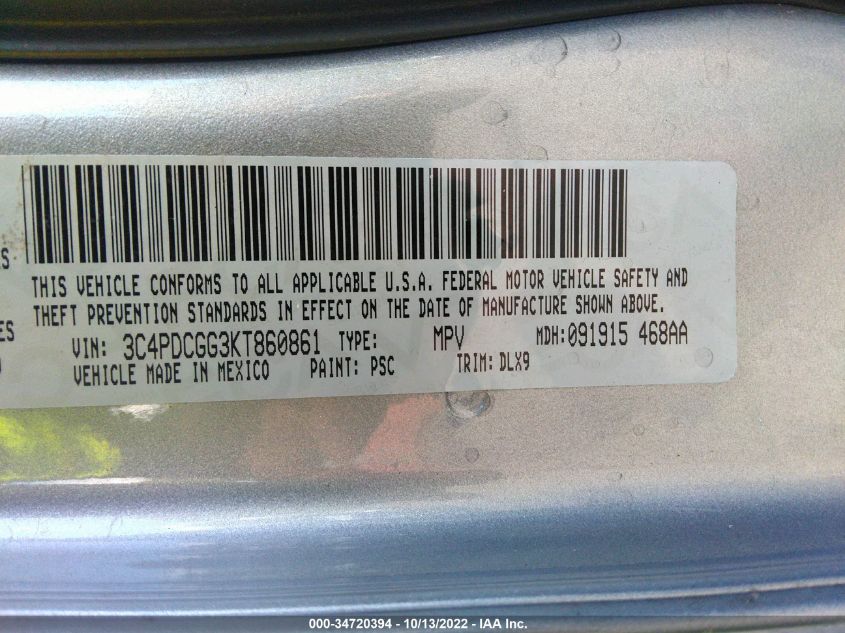 S
THIS VEHICLE CONFORMS TO ALL APPLICABLE U.S.A. FEDERAL MOTOR VEHICLE SAFETY AND
THEFT PREVENTION STANDARDS IN EFFECT ON THE DATE OF MANUFACTURE SHOWN ABOVE.
ES
VIN: 3C4PDCGG3KT860861 TYPE: MPV MDH:091915 468AA
VEHICLE MADE IN MEXICO PAINT: PSC TRIM: DLX9
000-34720394 - 10/13/2022 - IAA Inc.